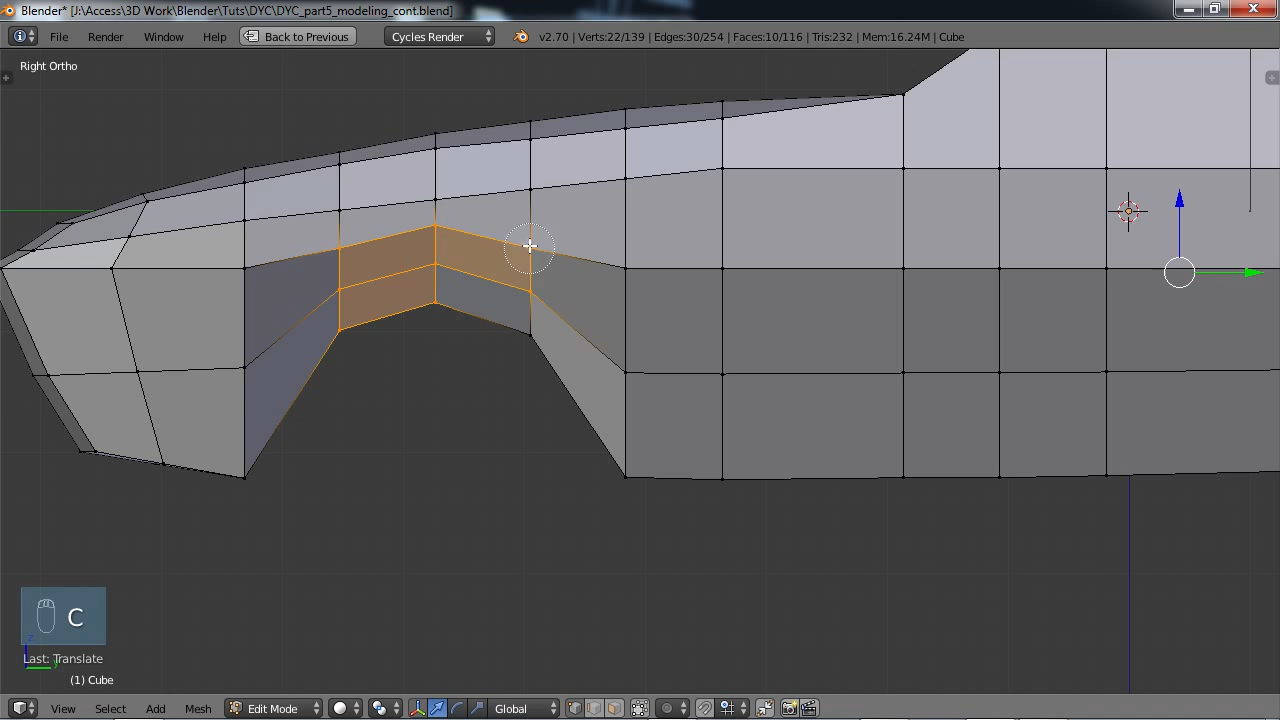 Blender* [J:\Access\3D Work\Blender\Tuts\DYC\DYC_part5_modeling_cont.blend]
File Render Window Help Back to Previous Cycles Render v2.70 | Verts:22/139 | Edges:30/254 | Faces:10/116 | Tris:232 | Mem:16.24M | Cube
Right Ortho
C
z
Last: Translate
(1) Cube
View Select Add Mesh Edit Mode Global